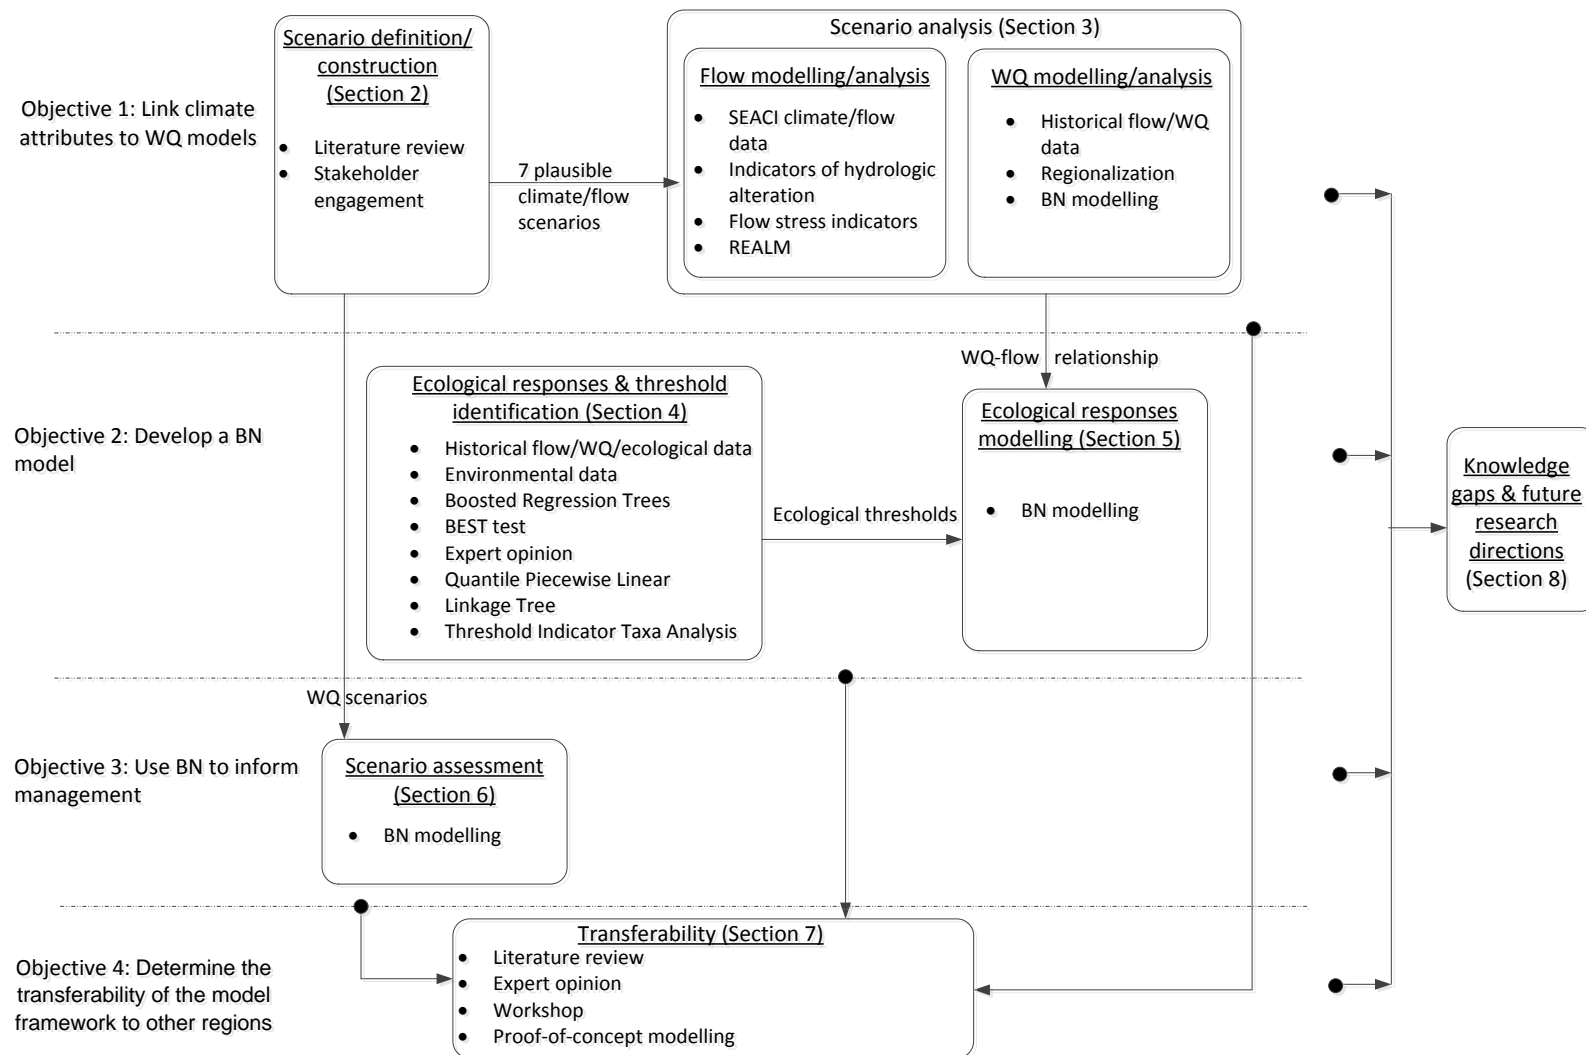 Objective 1: Link climate
attributes to WQ models
Scenario definition/
construction
(Section 2)
Literature review
Stakeholder
engagement
7 plausible
climate/flow
scenarios
Scenario analysis (Section 3)
Flow modelling/analysis
SEACI climate/flow
data
Indicators of hydrologic
alteration
Flow stress indicators
REALM
WQ modelling/analysis
Historical flow/WQ
data
Regionalization
BN modelling
WQ-flow relationship
Objective 2: Develop a BN
model
Ecological responses & threshold
identification (Section 4)
Historical flow/WQ/ecological data
Environmental data
Boosted Regression Trees
BEST test
Expert opinion
Quantile Piecewise Linear
Linkage Tree
Threshold Indicator Taxa Analysis
Ecological thresholds
Ecological responses
modelling (Section 5)
BN modelling
Knowledge
gaps & future
research
directions
(Section 8)
WQ scenarios
Objective 3: Use BN to inform
management
Scenario assessment
(Section 6)
BN modelling
Objective 4: Determine the
transferability of the model
framework to other regions
Transferability (Section 7)
Literature review
Expert opinion
Workshop
Proof-of-concept modelling